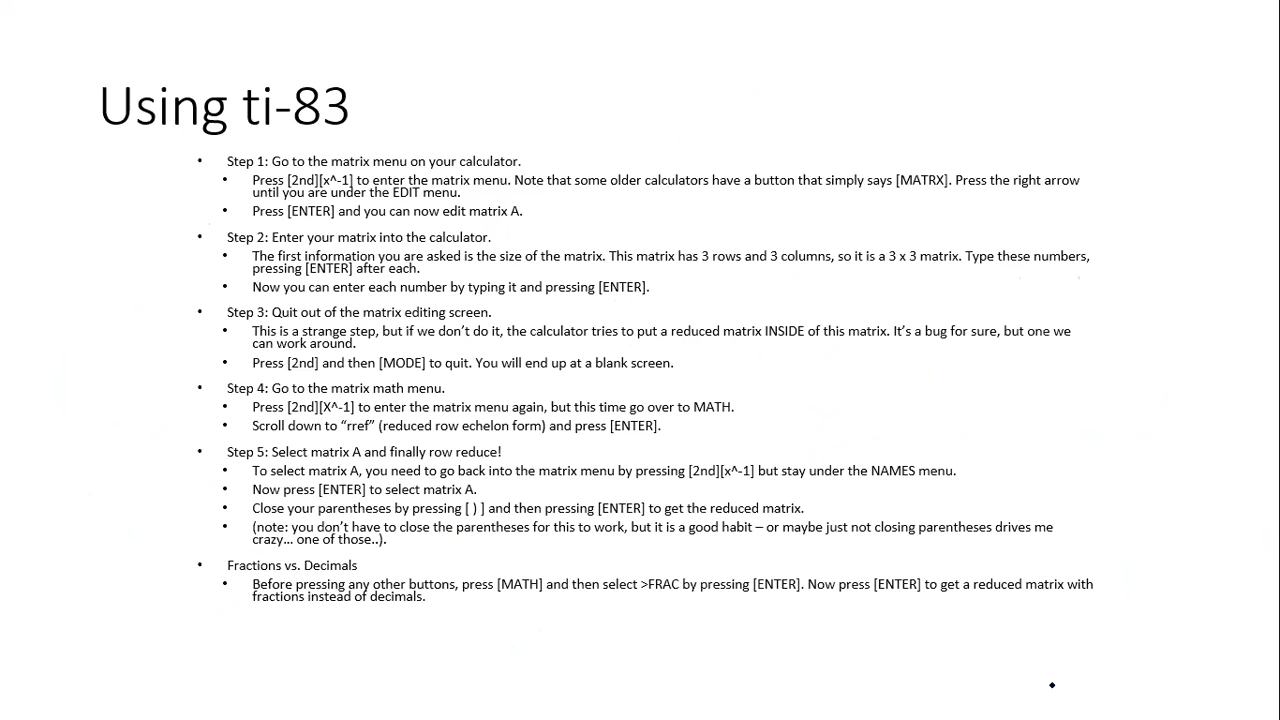 Using ti-83
• Step 1: Go to the matrix menu on your calculator.
• Press [2nd][x^-1] to enter the matrix menu. Note that some older calculators have a button that simply says [MATRX]. Press the right arrow
until you are under the EDIT menu.
• Press [ENTER] and you can now edit matrix A.
• Step 2: Enter your matrix into the calculator.
• The first information you are asked is the size of the matrix. This matrix has 3 rows and 3 columns, so it is a 3 x 3 matrix. Type these numbers,
pressing [ENTER] after each.
• Now you can enter each number by typing it and pressing [ENTER].
• Step 3: Quit out of the matrix editing screen.
• This is a strange step, but if we don’t do it, the calculator tries to put a reduced matrix INSIDE of this matrix. It’s a bug for sure, but one we
can work around.
• Press [2nd] and then [MODE] to quit. You will end up at a blank screen.
• Step 4: Go to the matrix math menu.
• Press [2nd][X^-1] to enter the matrix menu again, but this time go over to MATH.
• Scroll down to “rref” (reduced row echelon form) and press [ENTER].
• Step 5: Select matrix A and finally row reduce!
• To select matrix A, you need to go back into the matrix menu by pressing [2nd][x^-1] but stay under the NAMES menu.
• Now press [ENTER] to select matrix A.
• Close your parentheses by pressing [ ) ] and then pressing [ENTER] to get the reduced matrix.
• (note: you don’t have to close the parentheses for this to work, but it is a good habit – or maybe just not closing parentheses drives me
crazy… one of those..).
• Fractions vs. Decimals
• Before pressing any other buttons, press [MATH] and then select >FRAC by pressing [ENTER]. Now press [ENTER] to get a reduced matrix with
fractions instead of decimals.